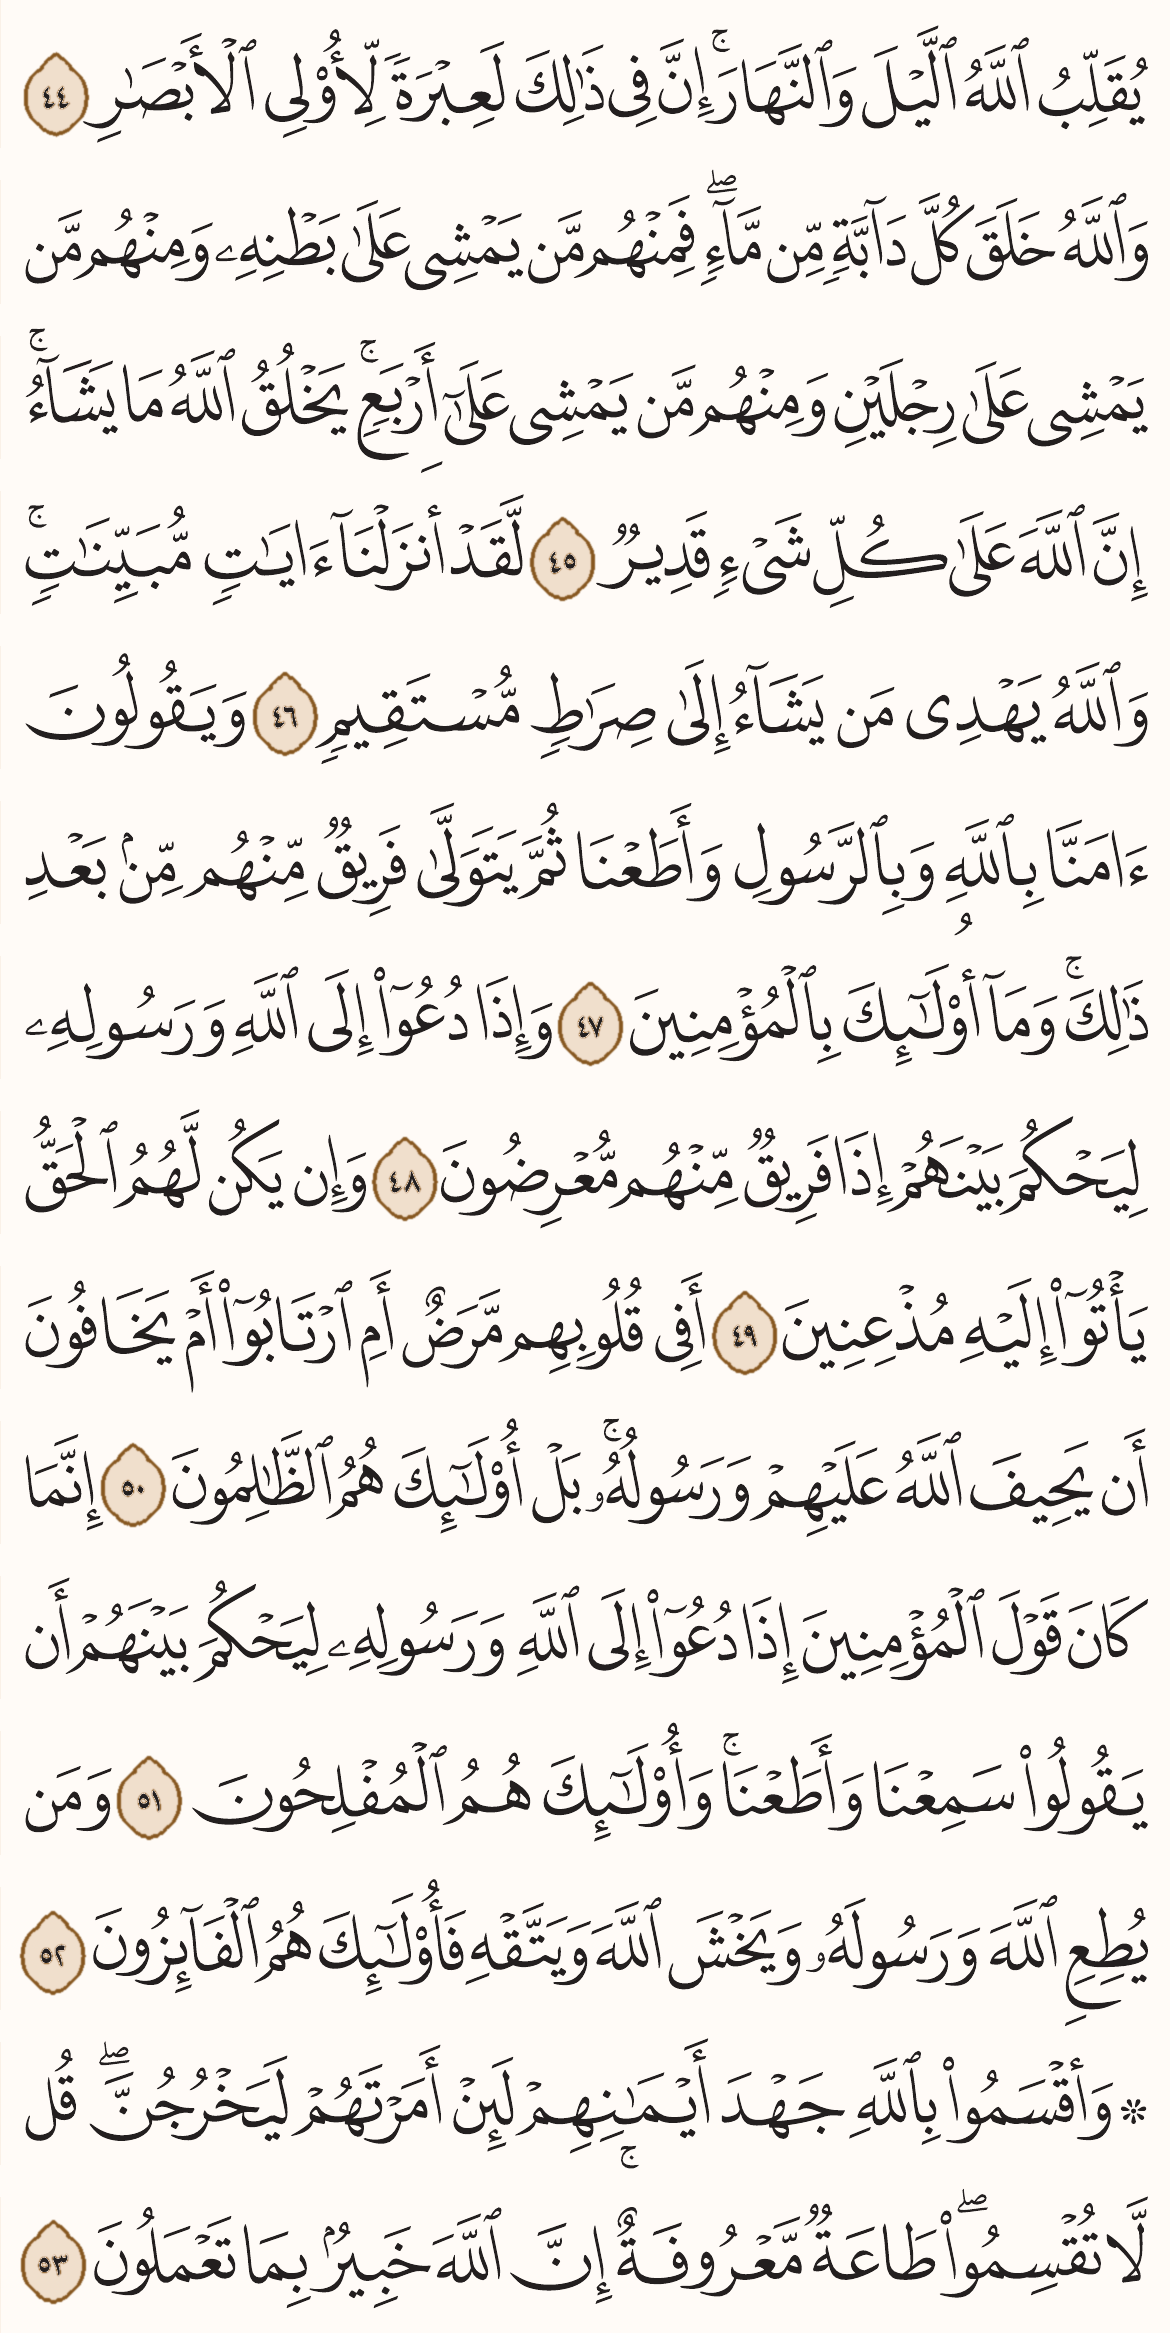 يُقَلِّبُ ٱللَّهُ ٱلَّيۡلَ وَٱلنَّهَارَۚ إِنَّ فِي ذَٰلِكَ لَعِبۡرَةٗ لِّأُوْلِي ٱلۡأَبۡصَٰرِ ٤٤
وَٱللَّهُ خَلَقَ كُلَّ دَآبَّةٖ مِّن مَّآءٖۖ فَمِنۡهُم مَّن يَمۡشِي عَلَىٰ بَطۡنِهِۦ وَمِنۡهُم مَّن
يَمۡشِي عَلَىٰ رِجۡلَيۡنِ وَمِنۡهُم مَّن يَمۡشِي عَلَىٰٓ أَرۡبَعٖۚ يَخۡلُقُ ٱللَّهُ مَا يَشَآءُۚ
إِنَّ ٱللَّهَ عَلَىٰ كُلِّ شَيۡءٖ قَدِيرٞ ٤٥ لَّقَدۡ أَنزَلۡنَآ ءَايَٰتٖ مُّبَيِّنَٰتٖۚ
وَٱللَّهُ يَهۡدِي مَن يَشَآءُ إِلَىٰ صِرَٰطٖ مُّسۡتَقِيمٖ ٤٦ وَيَقُولُونَ
ءَامَنَّا بِٱللَّهِ وَبِٱلرَّسُولِ وَأَطَعۡنَا ثُمَّ يَتَوَلَّىٰ فَرِيقٞ مِّنۡهُم مِّنۢ بَعۡدِ
ذَٰلِكَۚ وَمَآ أُوْلَٰٓئِكَ بِٱلۡمُؤۡمِنِينَ ٤٧ وَإِذَا دُعُوٓاْ إِلَى ٱللَّهِ وَرَسُولِهِۦ
لِيَحۡكُمَ بَيۡنَهُمۡ إِذَا فَرِيقٞ مِّنۡهُم مُّعۡرِضُونَ ٤٨ وَإِن يَكُن لَّهُمُ ٱلۡحَقُّ
يَأۡتُوٓاْ إِلَيۡهِ مُذۡعِنِينَ ٤٩ أَفِي قُلُوبِهِم مَّرَضٌ أَمِ ٱرۡتَابُوٓاْ أَمۡ يَخَافُونَ
أَن يَحِيفَ ٱللَّهُ عَلَيۡهِمۡ وَرَسُولُهُۥۚ بَلۡ أُوْلَٰٓئِكَ هُمُ ٱلظَّٰلِمُونَ ٥٠ إِنَّمَا
كَانَ قَوۡلَ ٱلۡمُؤۡمِنِينَ إِذَا دُعُوٓاْ إِلَى ٱللَّهِ وَرَسُولِهِۦ لِيَحۡكُمَ بَيۡنَهُمۡ أَن
يَقُولُواْ سَمِعۡنَا وَأَطَعۡنَاۚ وَأُوْلَٰٓئِكَ هُمُ ٱلۡمُفۡلِحُونَ ٥١ وَمَن
يُطِعِ ٱللَّهَ وَرَسُولَهُۥ وَيَخۡشَ ٱللَّهَ وَيَتَّقۡهِ فَأُوْلَٰٓئِكَ هُمُ ٱلۡفَآئِزُونَ ٥٢
۞ وَأَقۡسَمُواْ بِٱللَّهِ جَهۡدَ أَيۡمَٰنِهِمۡ لَئِنۡ أَمَرۡتَهُمۡ لَيَخۡرُجُنَّۖ قُل
لَّا تُقۡسِمُواْۖ طَاعَةٞ مَّعۡرُوفَةٌۚ إِنَّ ٱللَّهَ خَبِيرُۢ بِمَا تَعۡمَلُونَ ٥٣